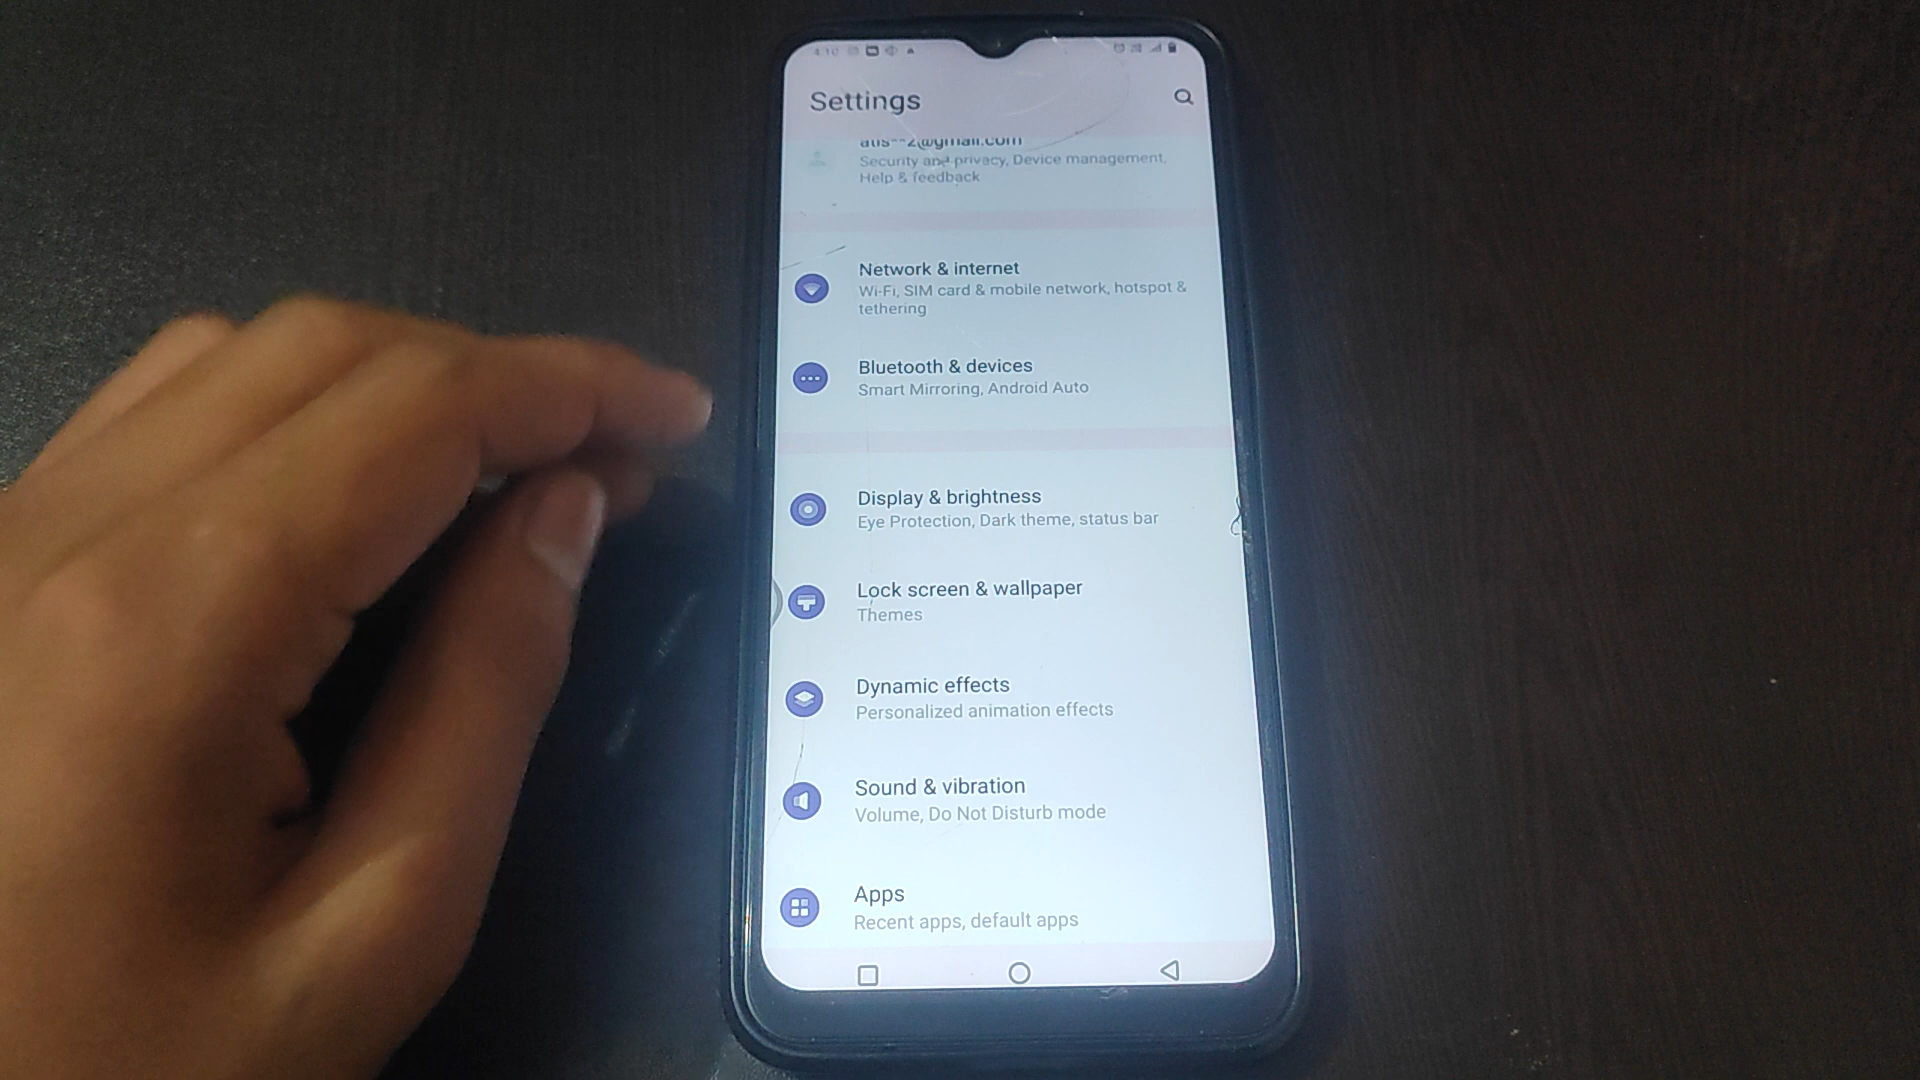 4:10
Settings
Security and privacy, Device management,
Help & feedback
Network & internet
Wi-Fi, SIM card & mobile network, hotspot &
tethering
Bluetooth & devices
Smart Mirroring, Android Auto
Display & brightness
Eye Protection, Dark theme, status bar
Lock screen & wallpaper
Themes
Dynamic effects
Personalized animation effects
Sound & vibration
Volume, Do Not Disturb mode
Apps
Recent apps, default apps